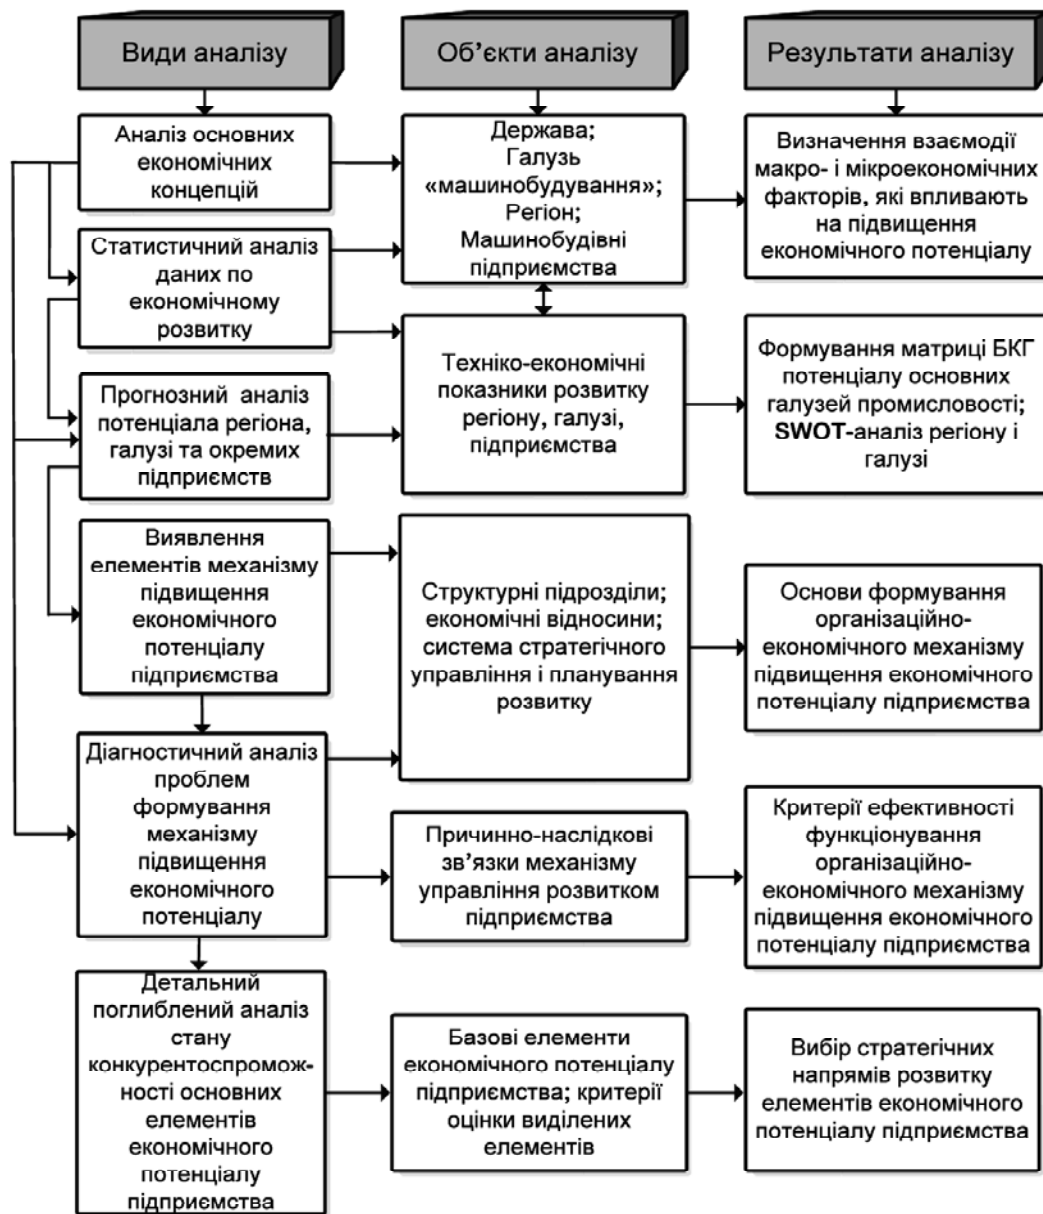 Види аналізу
Об’єкти аналізу
Результати аналізу
Аналіз основних
економічних
концепцій
Держава;
Галузь
«машинобудування»;
Регіон;
Машинобудівні
підприємства
Визначення взаємодії
макро- і мікроекономічних
факторів, які впливають
на підвищення
економічного потенціалу
Статистичний аналіз
даних по
економічному
розвитку
Техніко-економічні
показники розвитку
регіону, галузі,
підприємства
Формування матриці БКГ
потенціалу основних
галузей промисловості;
SWOT-аналіз регіону і
галузі
Прогнозний аналіз
потенціала регіона,
галузі та окремих
підприємств
Виявлення
елементів механізму
підвищення
економічного
потенціалу
підприємства
Структурні підрозділи;
економічні відносини;
система стратегічного
управління і планування
розвитку
Основи формування
організаційно-
економічного механізму
підвищення економічного
потенціалу підприємства
Діагностичний аналіз
проблем
формування
механізму
підвищення
економічного
потенціалу
Причинно-наслідкові
зв’язки механізму
управління розвитком
підприємства
Критерії ефективності
функціонування
організаційно-
економічного механізму
підвищення економічного
потенціалу підприємства
Детальний
поглиблений аналіз
стану
конкурентоспромож-
ності основних
елементів
економічного
потенціалу
підприємства
Базові елементи
економічного потенціалу
підприємства; критерії
оцінки виділених
елементів
Вибір стратегічних
напрямів розвитку
елементів економічного
потенціалу підприємства